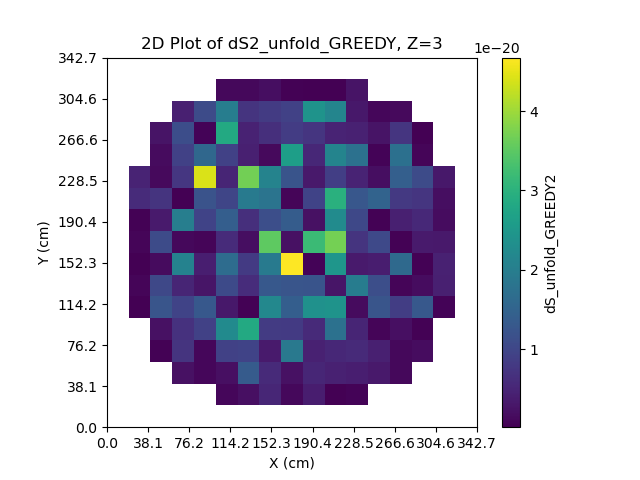 2D Plot of dS2_unfold_GREEDY, Z=3
1e−20
342.7
304.6
266.6
228.5
190.4
152.3
114.2
76.2
38.1
0.0
Y (cm)
0.0 38.1 76.2 114.2 152.3 190.4 228.5 266.6 304.6 342.7
X (cm)
4
3
2
1
dS_unfold_GREEDY2